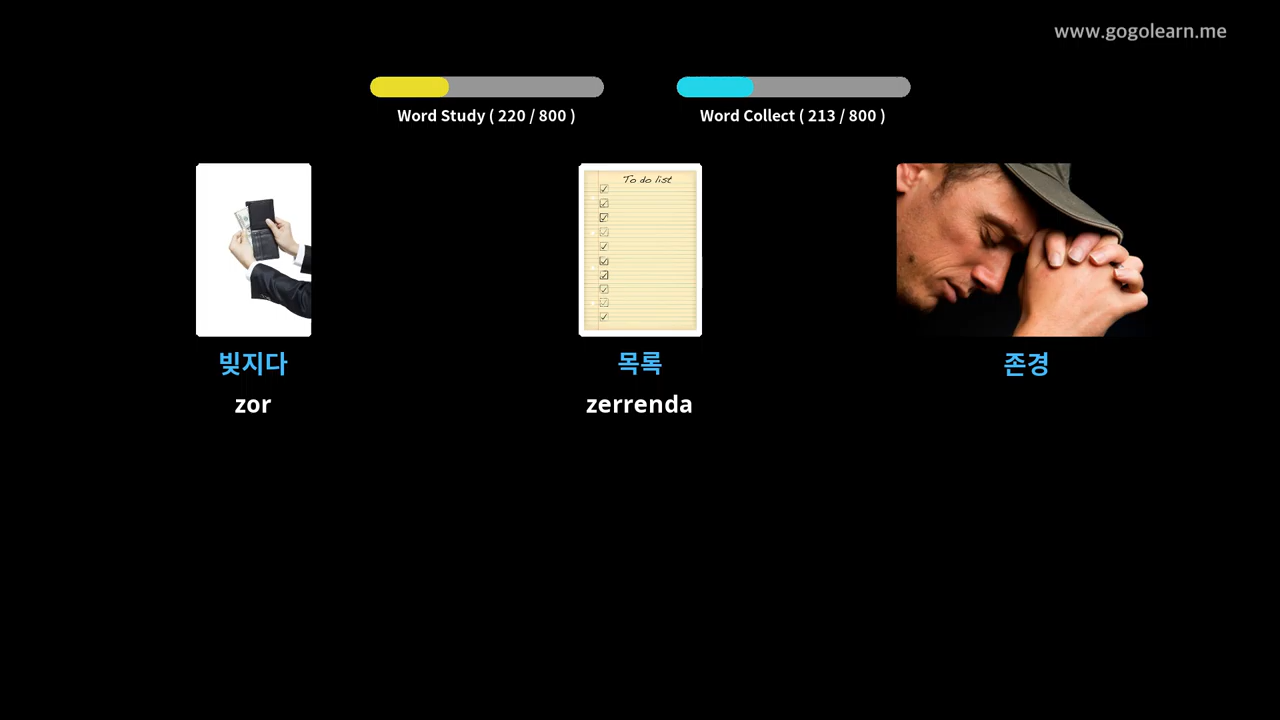 www.gogolearn.me
Word Study ( 220 / 800 )
Word Collect ( 213 / 800 )
To do list
빚지다
목록
존경
zor
zerrenda